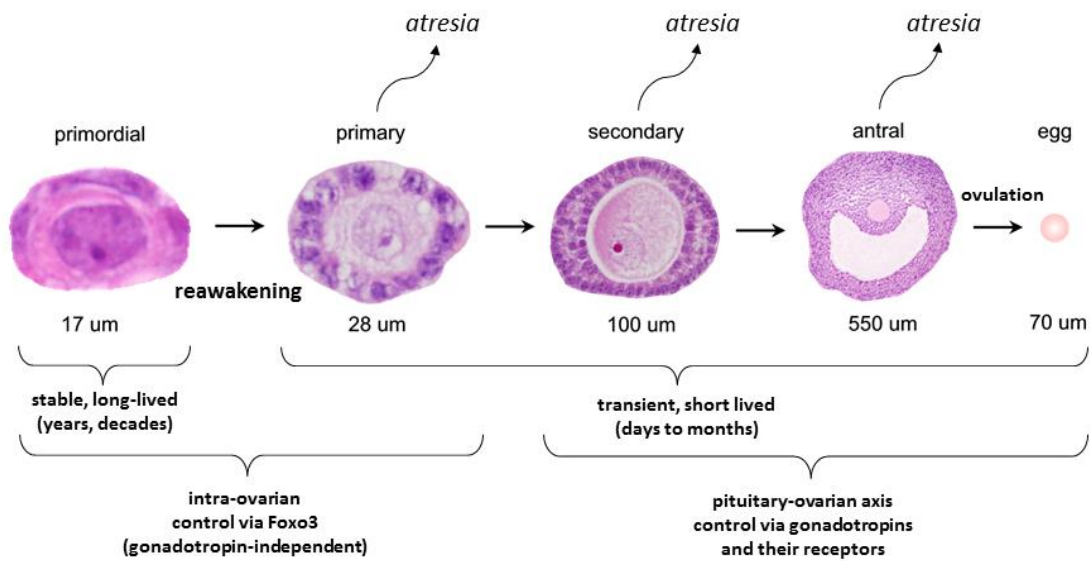 atresia
atresia
atresia
primordial
primary
secondary
antral
egg
ovulation
reawakening
17 um
28 um
100 um
550 um
70 um
stable, long-lived
(years, decades)
transient, short lived
(days to months)
intra-ovarian
control via Foxo3
(gonadotropin-independent)
pituitary-ovarian axis
control via gonadotropins
and their receptors